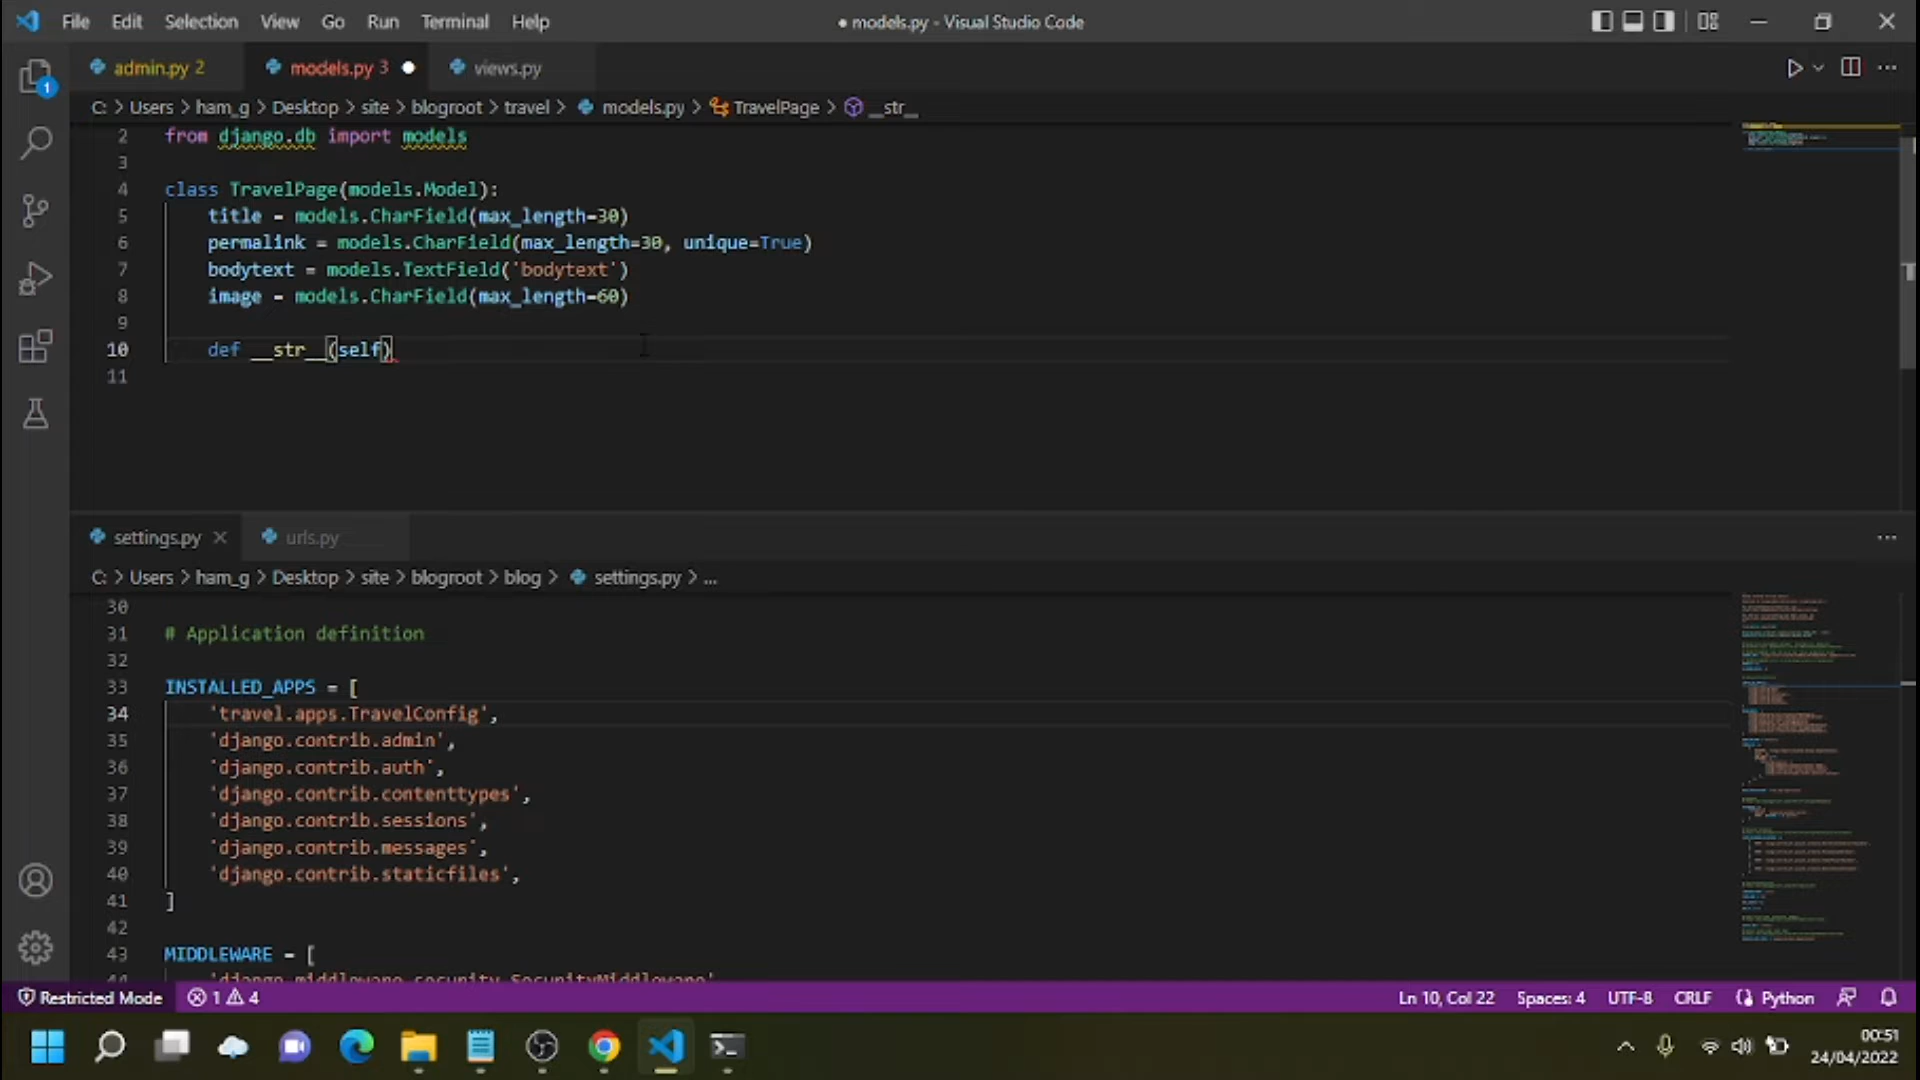 File Edit Selection View Go Run Terminal Help
● models.py - Visual Studio Code
admin.py 2
models.py 3 ●
views.py
1
C: > Users > ham_g > Desktop > site > blogroot > travel > models.py > TravelPage > __str__
2 from django.db import models
3
4 class TravelPage(models.Model):
5 title = models.CharField(max_length=30)
6 permalink = models.CharField(max_length=30, unique=True)
7 bodytext = models.TextField('bodytext')
8 image = models.CharField(max_length=60)
9
10 def __str__(self)
11
settings.py
urls.py
C: > Users > ham_g > Desktop > site > blogroot > blog > settings.py > ...
30
31 # Application definition
32
33 INSTALLED_APPS = [
34 'travel.apps.TravelConfig',
35 'django.contrib.admin',
36 'django.contrib.auth',
37 'django.contrib.contenttypes',
38 'django.contrib.sessions',
39 'django.contrib.messages',
40 'django.contrib.staticfiles',
41 ]
42
43 MIDDLEWARE = [
44 'django.middleware.security.SecurityMiddleware'
Restricted Mode 1 4 Ln 10, Col 22 Spaces: 4 UTF-8 CRLF Python
00:51
24/04/2022